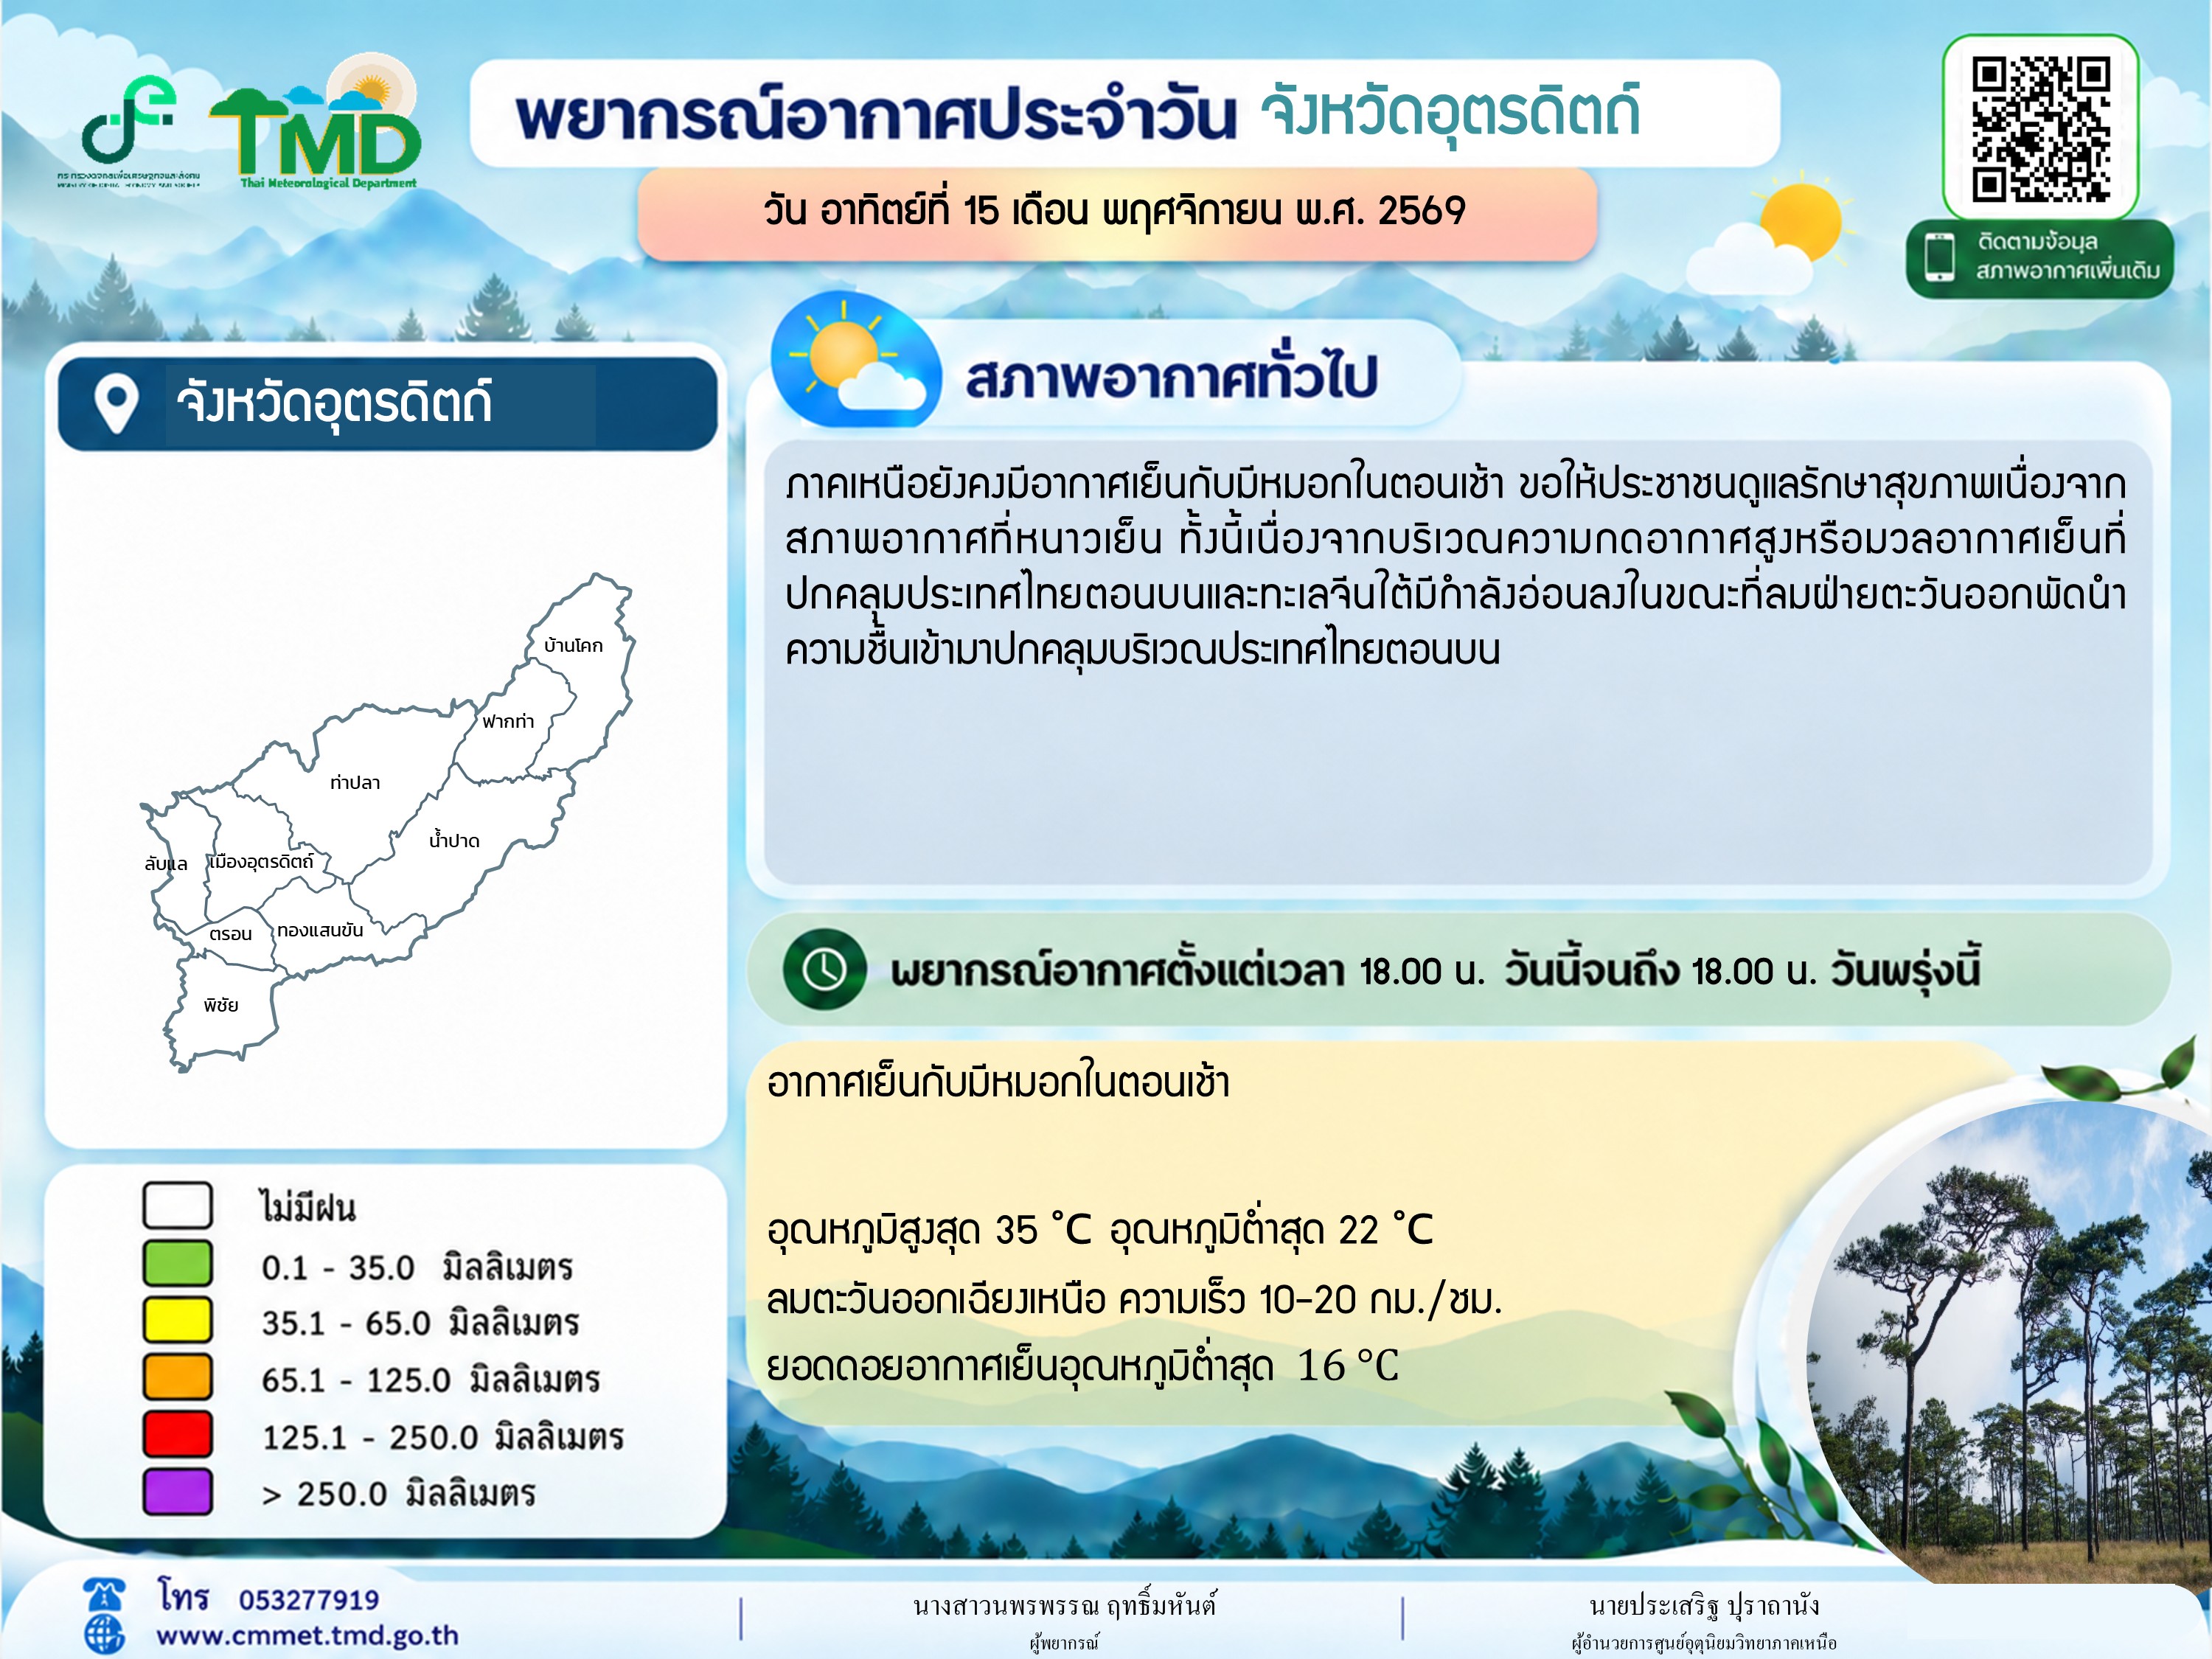 TMD
Thai Meteorological Department
พยากรณ์อากาศประจำวัน จังหวัดอุตรดิตถ์
วัน อาทิตย์ที่ 15 เดือน พฤศจิกายน พ.ศ. 2569
ติดตามข้อมูล
สภาพอากาศเพิ่มเติม
จังหวัดอุตรดิตถ์
บ้านโคก
ฟากท่า
ท่าปลา
น้ำปาด
ลับแล
เมืองอุตรดิตถ์
ตรอน
ทองแสนขัน
พิชัย
ไม่มีฝน
0.1 - 35.0 มิลลิเมตร
35.1 - 65.0 มิลลิเมตร
65.1 - 125.0 มิลลิเมตร
125.1 - 250.0 มิลลิเมตร
> 250.0 มิลลิเมตร
สภาพอากาศทั่วไป
ภาคเหนือยังคงมีอากาศเย็นกับมีหมอกในตอนเช้า ขอให้ประชาชนดูแลรักษาสุขภาพเนื่องจาก
สภาพอากาศที่หนาวเย็น ทั้งนี้เนื่องจากบริเวณความกดอากาศสูงหรือมวลอากาศเย็นที่
ปกคลุมประเทศไทยตอนบนและทะเลจีนใต้มีกำลังอ่อนลงในขณะที่ลมฝ่ายตะวันออกพัดนำ
ความชื้นเข้ามาปกคลุมบริเวณประเทศไทยตอนบน
พยากรณ์อากาศตั้งแต่เวลา 18.00 น. วันนี้จนถึง 18.00 น. วันพรุ่งนี้
อากาศเย็นกับมีหมอกในตอนเช้า
อุณหภูมิสูงสุด 35 °C อุณหภูมิต่ำสุด 22 °C
ลมตะวันออกเฉียงเหนือ ความเร็ว 10-20 กม./ชม.
ยอดดอยอากาศเย็นอุณหภูมิต่ำสุด 16 °C
โทร 053277919
www.cmmet.tmd.go.th
นางสาวนพรพรรณ ฤทธิ์มหันต์
ผู้พยากรณ์
นายประเสริฐ ปุราถานัง
ผู้อำนวยการศูนย์อุตุนิยมวิทยาภาคเหนือ